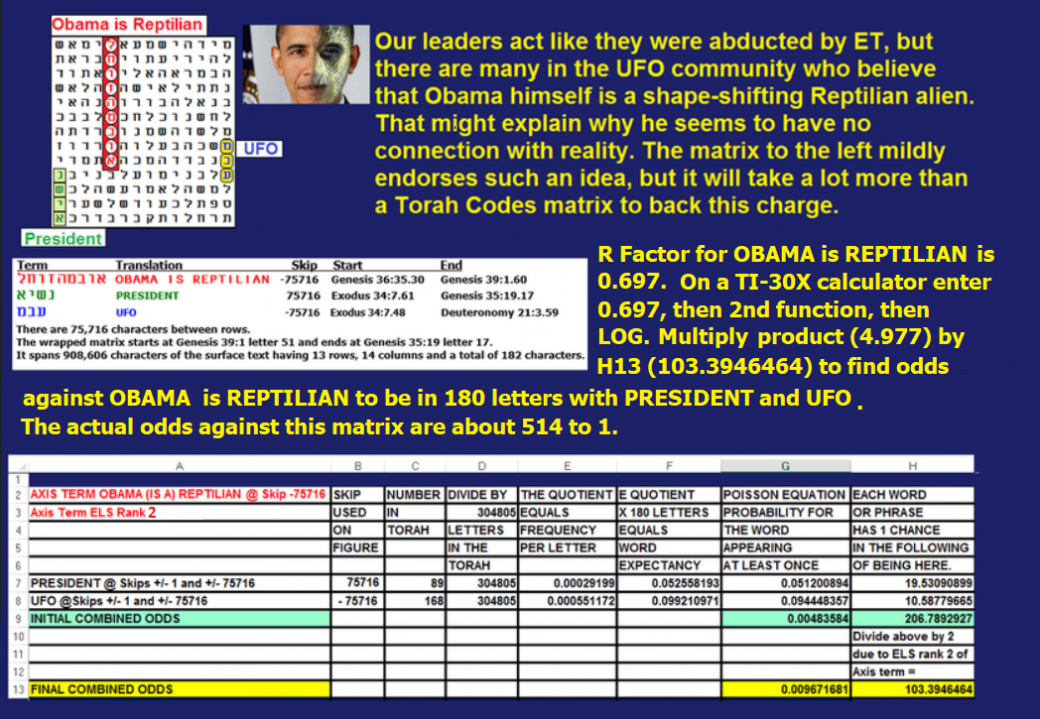 Obama is Reptilian
UFO
President
Our leaders act like they were abducted by ET, but
there are many in the UFO community who believe
that Obama himself is a shape-shifting Reptilian alien.
That might explain why he seems to have no
connection with reality. The matrix to the left mildly
endorses such an idea, but it will take a lot more than
a Torah Codes matrix to back this charge.
Term Translation Skip Start End
אובמהזוחל OBAMA IS REPTILIAN -75716 Genesis 36:35.30 Genesis 39:1.60
נשיא PRESIDENT 75716 Exodus 34:7.61 Genesis 35:19.17
עבמ UFO -75716 Exodus 34:7.48 Deuteronomy 21:3.59
There are 75,716 characters between rows.
The wrapped matrix starts at Genesis 39:1 letter 51 and ends at Genesis 35:19 letter 17.
It spans 908,606 characters of the surface text having 13 rows, 14 columns and a total of 182 characters.
R Factor for OBAMA is REPTILIAN is
0.697. On a TI-30X calculator enter
0.697, then 2nd function, then
LOG. Multiply product (4.977) by
H13 (103.3946464) to find odds
against OBAMA is REPTILIAN to be in 180 letters with PRESIDENT and UFO .
The actual odds against this matrix are about 514 to 1.
A B C D E F G H
1
2 AXIS TERM OBAMA (IS A) REPTILIAN @ Skip -75716 SKIP NUMBER DIVIDE BY THE QUOTIENT E QUOTIENT POISSON EQUATION EACH WORD
3 Axis Term ELS Rank 2 USED IN 304805 EQUALS X 180 LETTERS PROBABILITY FOR OR PHRASE
4 ON TORAH LETTERS FREQUENCY EQUALS THE WORD HAS 1 CHANCE
5 FIGURE IN THE PER LETTER WORD APPEARING IN THE FOLLOWING
6 TORAH EXPECTANCY AT LEAST ONCE OF BEING HERE.
7 PRESIDENT @ Skips +/- 1 and +/- 75716 75716 89 304805 0.00029199 0.052558193 0.051200894 19.53090899
8 UFO @Skips +/- 1 and +/- 75716 - 75716 168 304805 0.000551172 0.099210971 0.094448357 10.58779665
9 INITIAL COMBINED ODDS 0.00483584 206.7892927
10 Divide above by 2
11 due to ELS rank 2 of
12 Axis term =
13 FINAL COMBINED ODDS 0.009671681 103.3946464